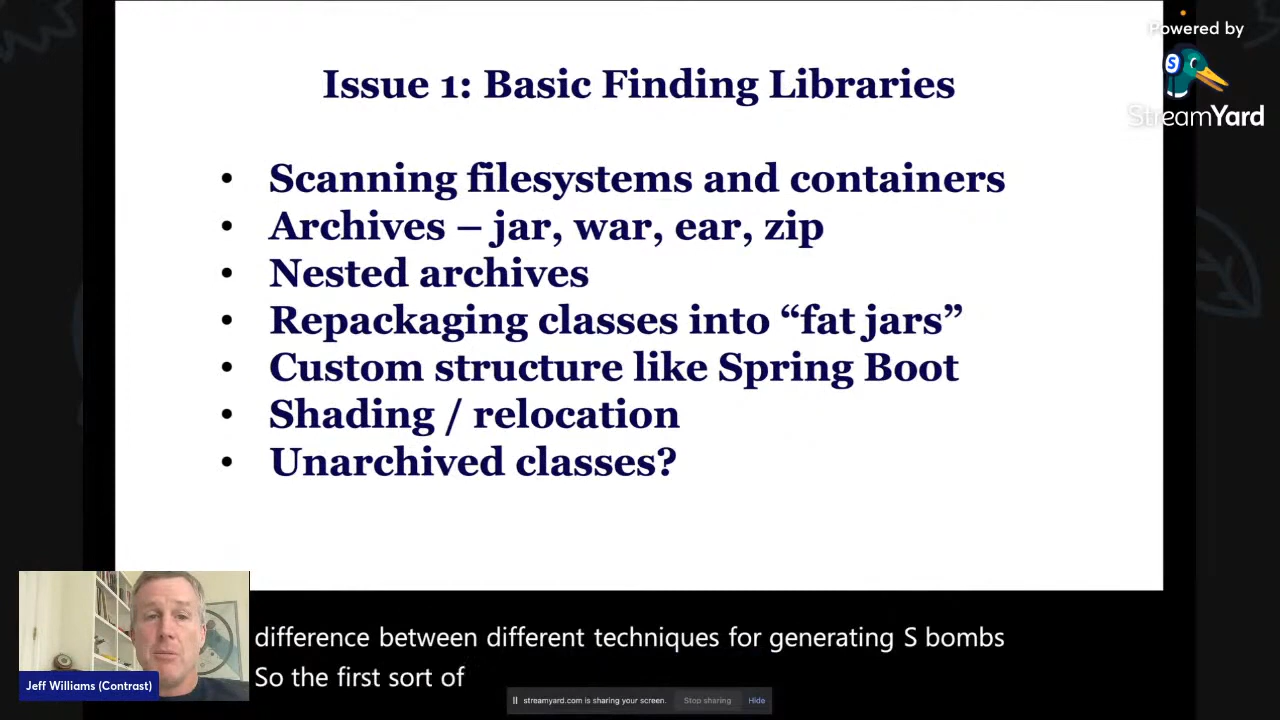 Powered by
StreamYard
Issue 1: Basic Finding Libraries
• Scanning filesystems and containers
• Archives – jar, war, ear, zip
• Nested archives
• Repackaging classes into “fat jars”
• Custom structure like Spring Boot
• Shading / relocation
• Unarchived classes?
difference between different techniques for generating S bombs
So the first sort of
Jeff Williams (Contrast)
streamyard.com is sharing your screen. Stop sharing Hide